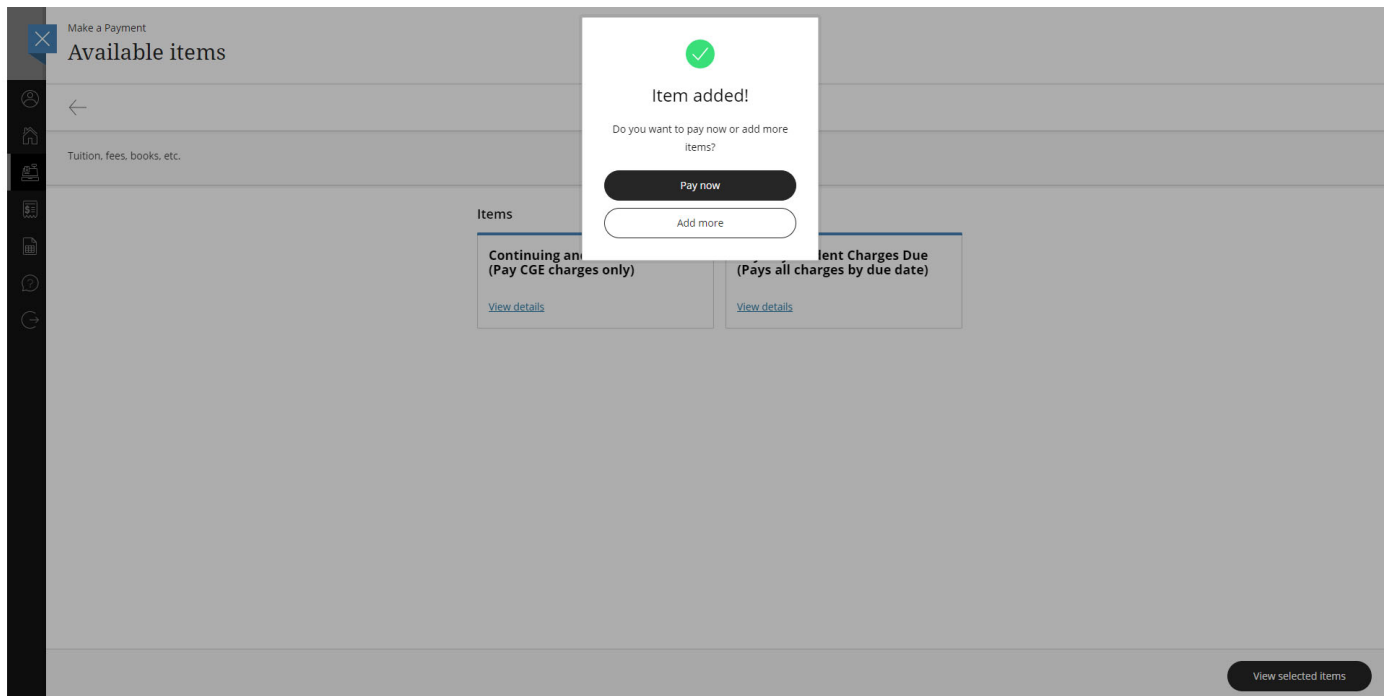 Make a Payment
Available items
Item added!
Do you want to pay now or add more
items?
Tuition, fees, books, etc.
Pay now
Add more
Items
Continuing an
(Pay CGE charges only)
View details
lent Charges Due
(Pays all charges by due date)
View details
View selected items